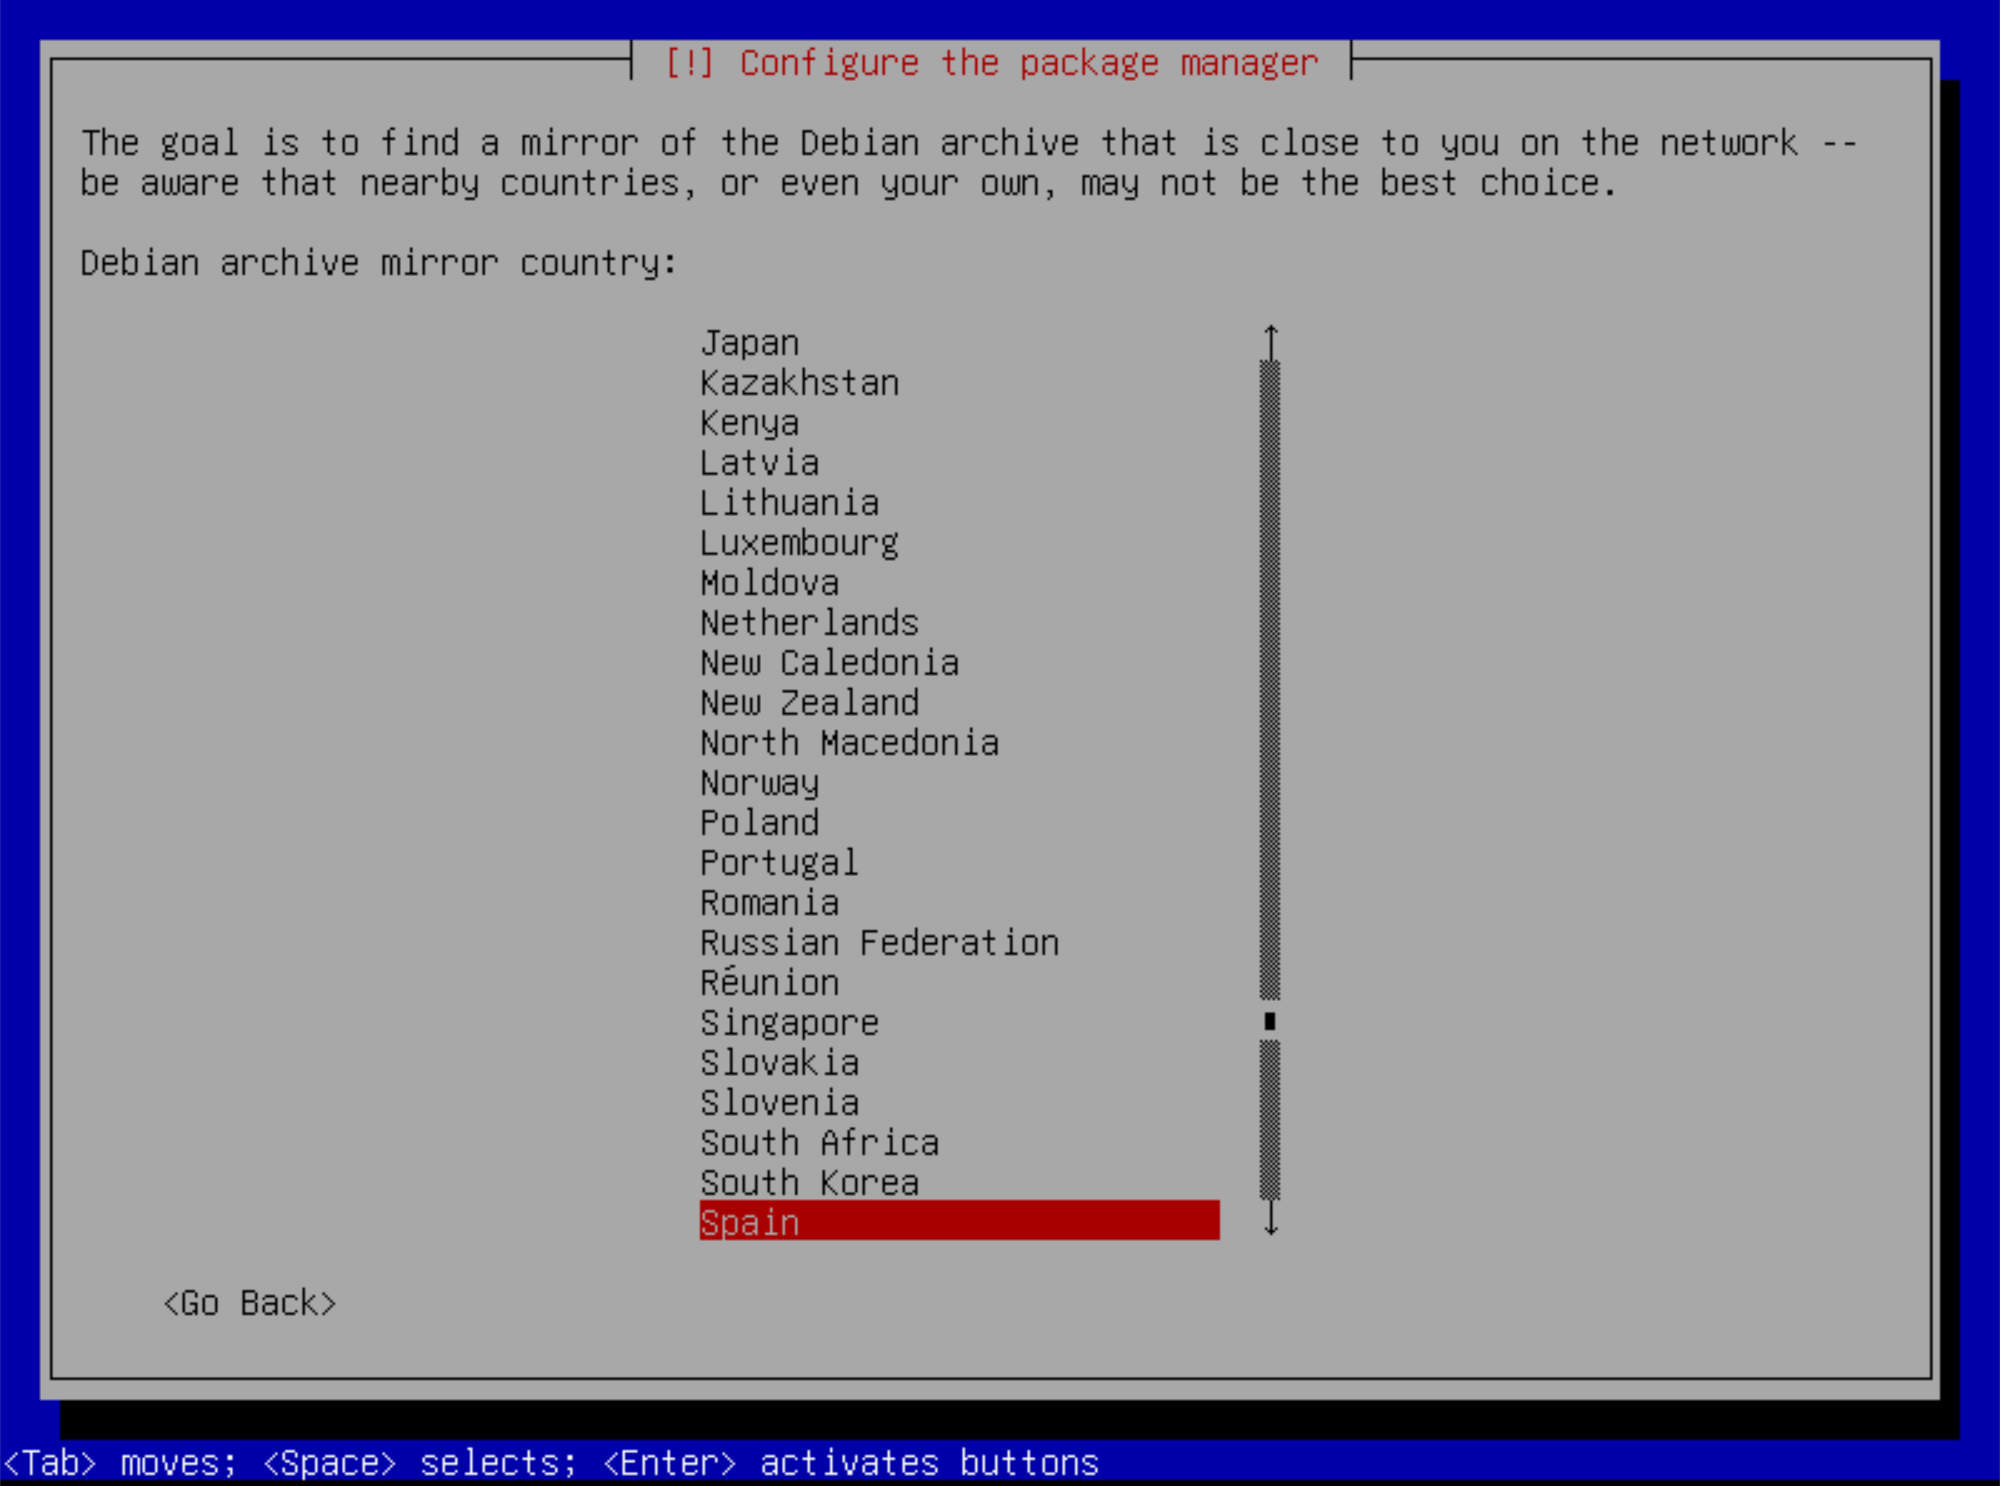 [!] Configure the package manager
The goal is to find a mirror of the Debian archive that is close to you on the network --
be aware that nearby countries, or even your own, may not be the best choice.
Debian archive mirror country:
Japan
Kazakhstan
Kenya
Latvia
Lithuania
Luxembourg
Moldova
Netherlands
New Caledonia
New Zealand
North Macedonia
Norway
Poland
Portugal
Romania
Russian Federation
Réunion
Singapore
Slovakia
Slovenia
South Africa
South Korea
Spain
<Go Back>
<Tab> moves; <Space> selects; <Enter> activates buttons